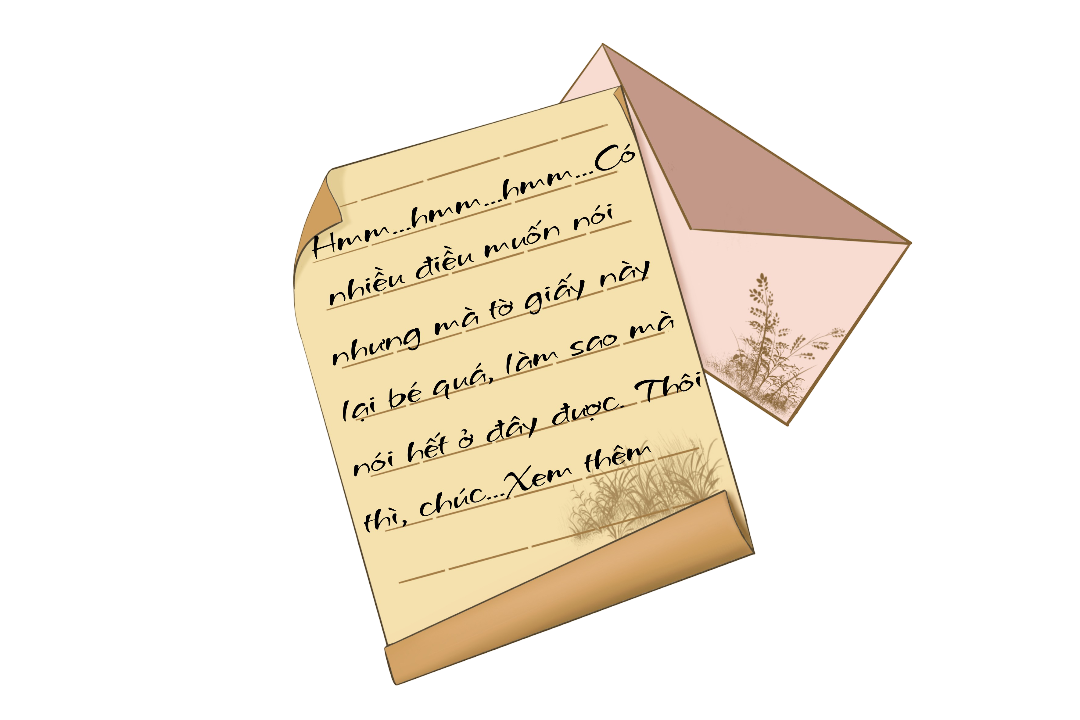 Hmm...hmm...hmm...Có
nhiều điều muốn nói
nhưng mà tờ giấy này
lại bé quá, làm sao mà
nói hết ở đây được. Thôi
thì, chúc...Xem thêm